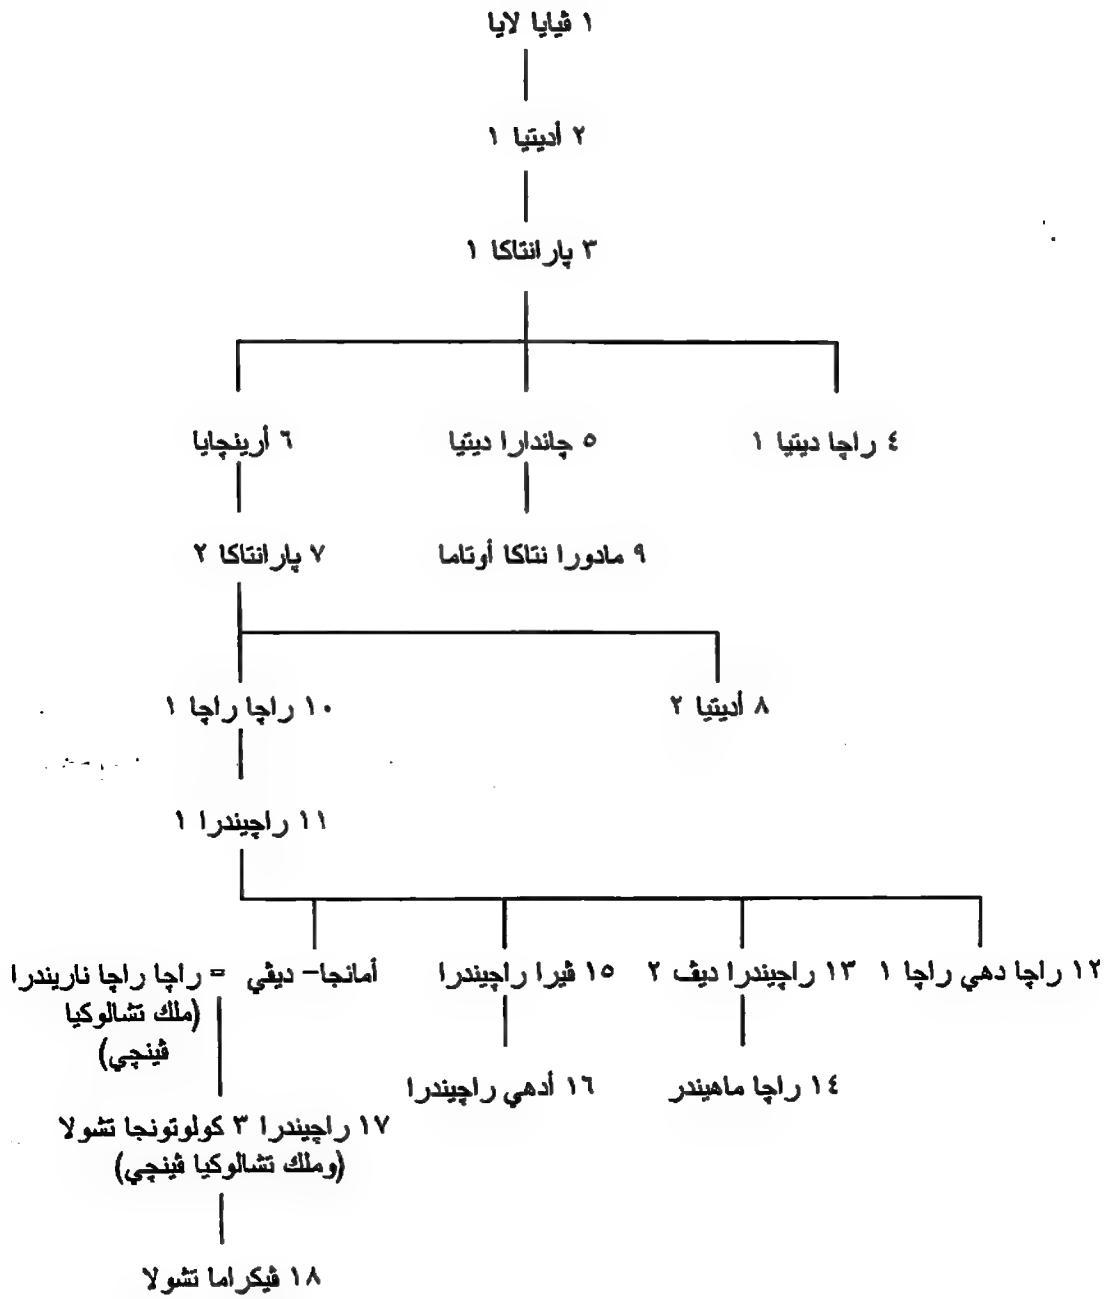 ١ ڤيايا لايا
٢ أديتيا ١
٣ پارانتاكا ١
٤ راچا ديتيا ١
٥ چاندارا ديتيا
٦ أرينچايا
٩ مادورا نتاكا أوتاما
٧ پارانتاكا ٢
٨ أديتيا ٢
١٠ راچا راچا ١
١١ راچيندرا ١
١٢ راچا دهي راچا ١
١٣ راچيندرا ديڤ ٢
١٥ ڤيرا راچيندرا
أمانجا- ديڤي
= راچا راچا ناريندرا
(ملك تشالوكيا
ڤينچي)
١٤ راچا ماهيندر
١٦ أدهي راچيندرا
١٧ راچيندرا ٣ كولوتونجا تشولا
(وملك تشالوكيا ڤينچي)
١٨ ڤيكراما تشولا